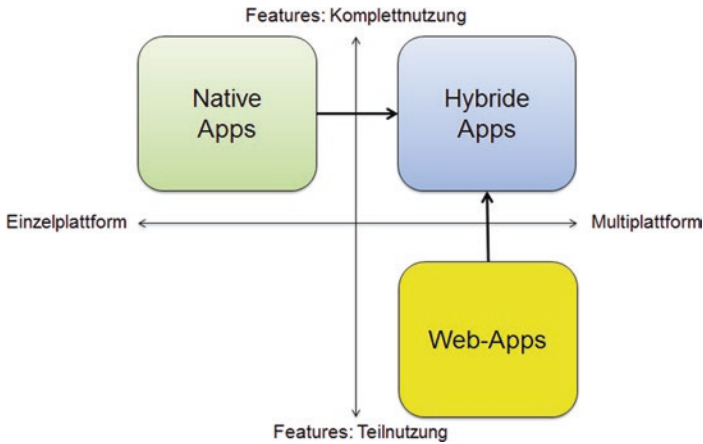 Features: Komplettnutzung
Native
Apps
Hybride
Apps
Einzelplattform
Multiplattform
Web-Apps
Features: Teilnutzung